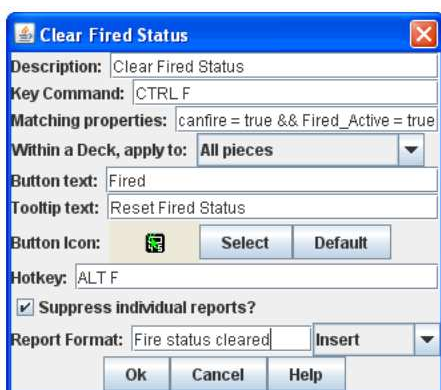 Clear Fired Status
Description: Clear Fired Status
Key Command: CTRL F
Matching properties: canfire = true && Fired_Active = true
Within a Deck, apply to: All pieces
Button text: Fired
Tooltip text: Reset Fired Status
Button Icon: Select Default
Hotkey: ALT F
Suppress individual reports?
Report Format: Fire status cleared Insert
Ok Cancel Help